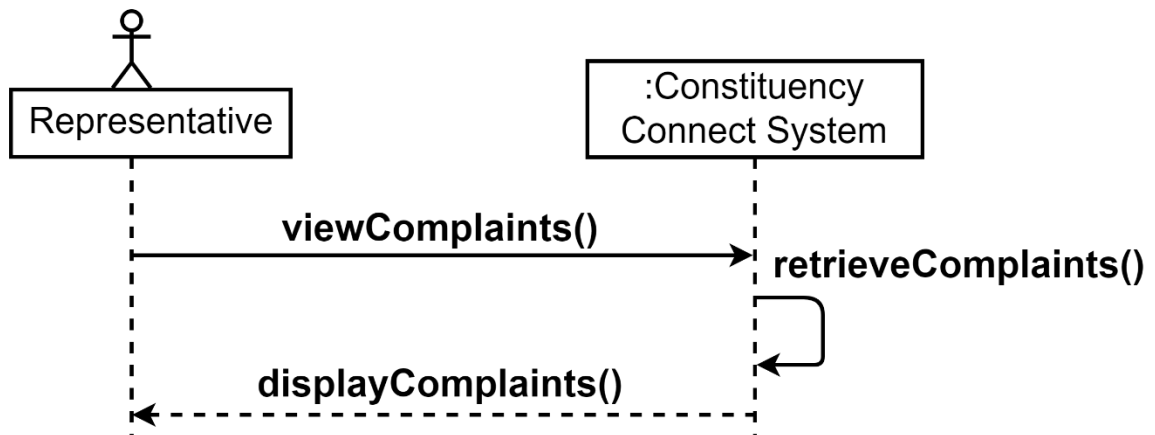 Representative
:Constituency
Connect System
viewComplaints()
retrieveComplaints()
displayComplaints()